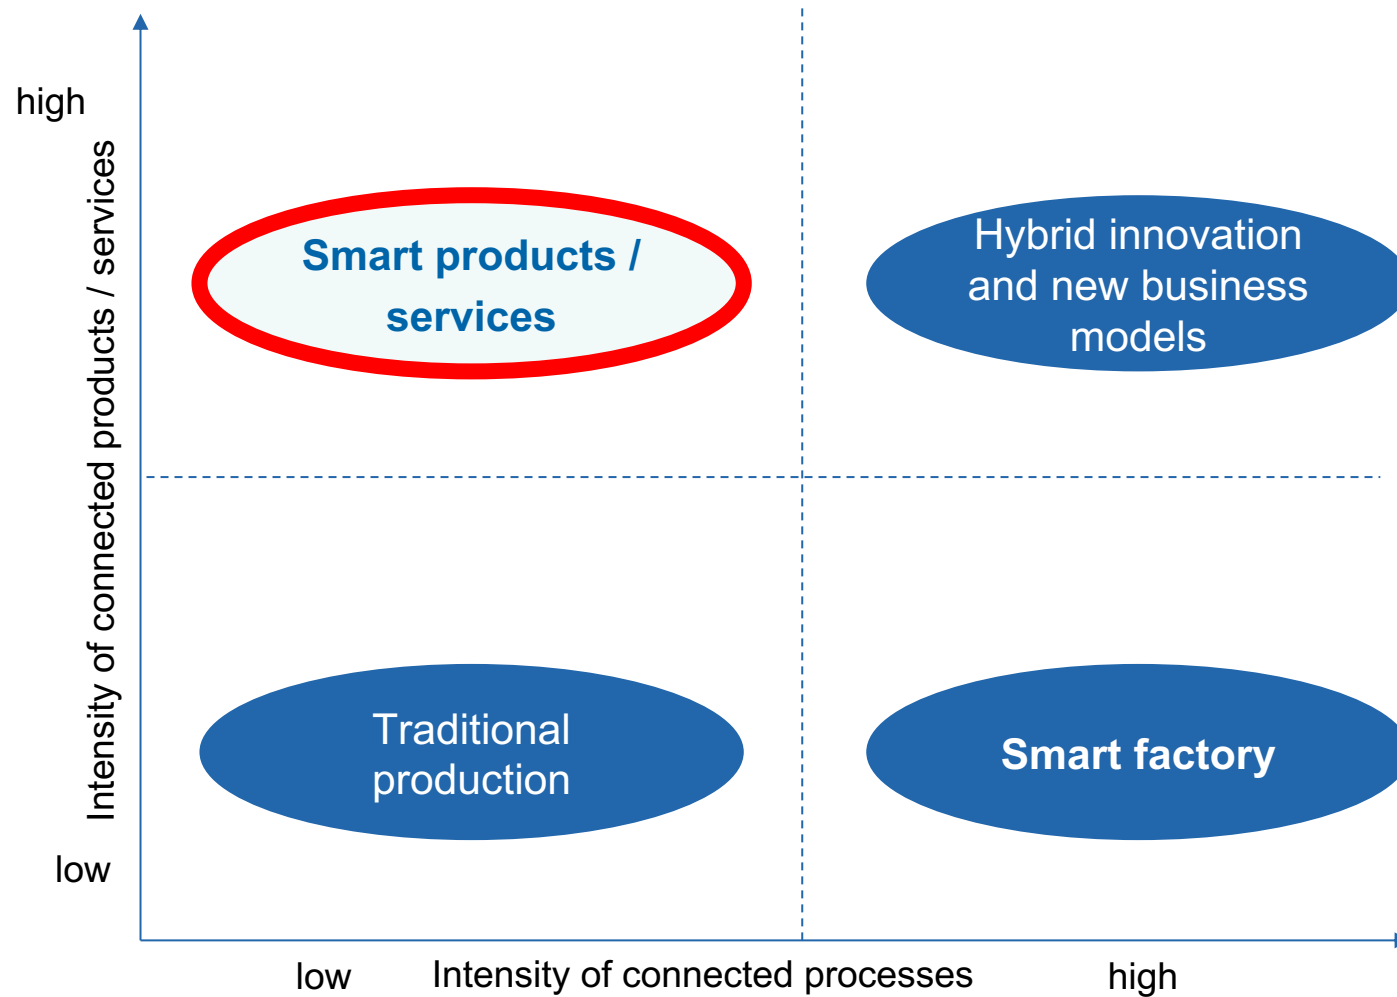 high
Intensity of connected products / services
Smart products /
services
Hybrid innovation
and new business
models
Traditional
production
Smart factory
low
low
Intensity of connected processes
high